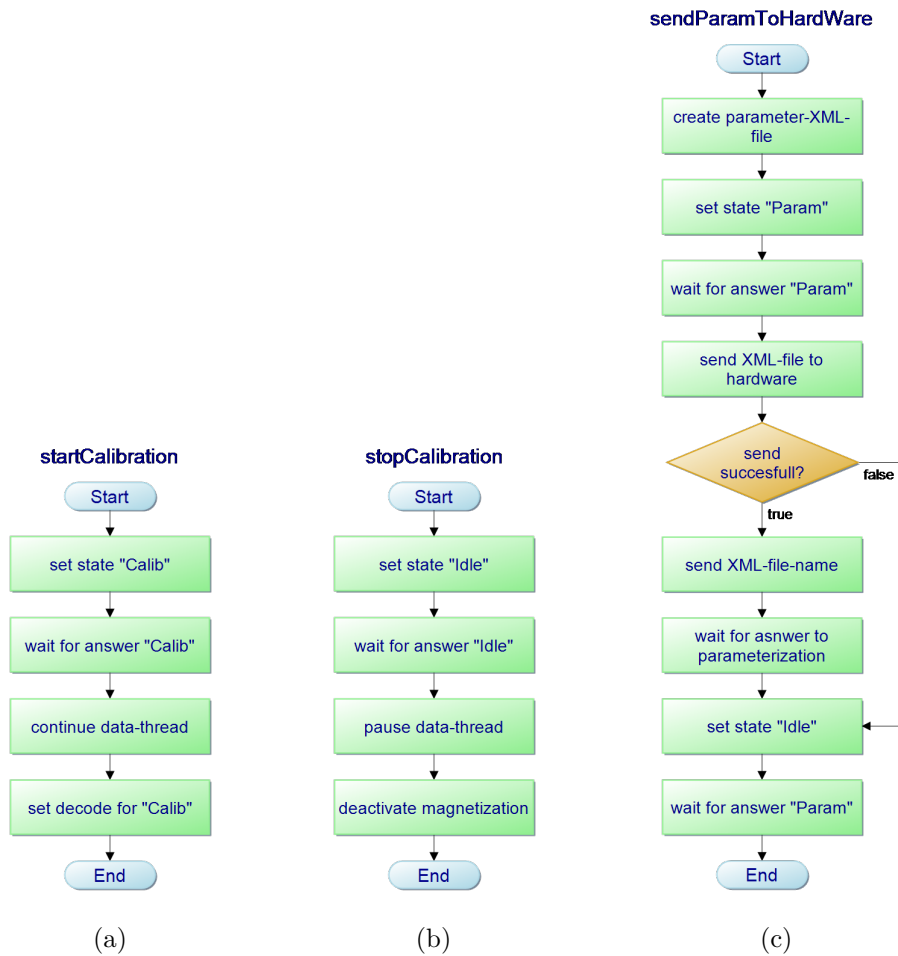 startCalibration
Start
set state "Calib"
wait for answer "Calib"
continue data-thread
set decode for "Calib"
End
(a)
stopCalibration
Start
set state "Idle"
wait for answer "Idle"
pause data-thread
deactivate magnetization
End
(b)
sendParamToHardWare
Start
create parameter-XML-
file
set state "Param"
wait for answer "Param"
send XML-file to
hardware
send
succesfull?
false
true
send XML-file-name
wait for asnwer to
parameterization
set state "Idle"
wait for answer "Param"
End
(c)